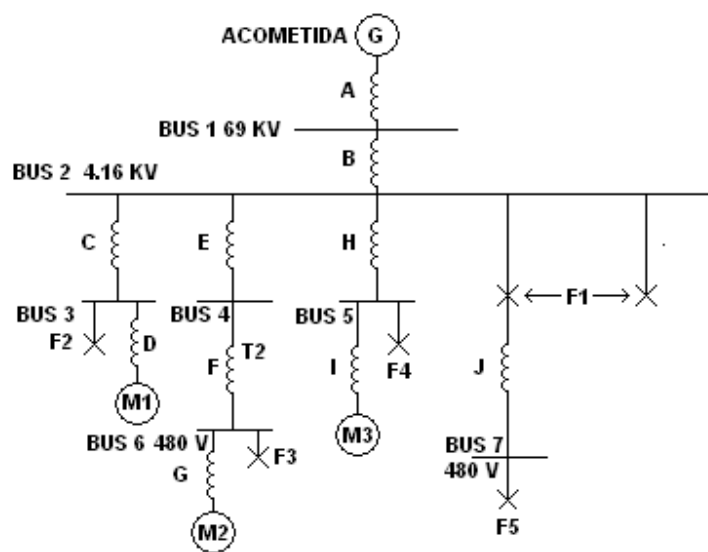 ACOMETIDA G
A
BUS 1 69 KV
B
BUS 2 4.16 KV
C
E
H
F1
BUS 3
F2
D
M1
BUS 4
F
T2
BUS 5
I
F4
M3
J
BUS 6 480 V
F3
G
M2
BUS 7
480 V
F5